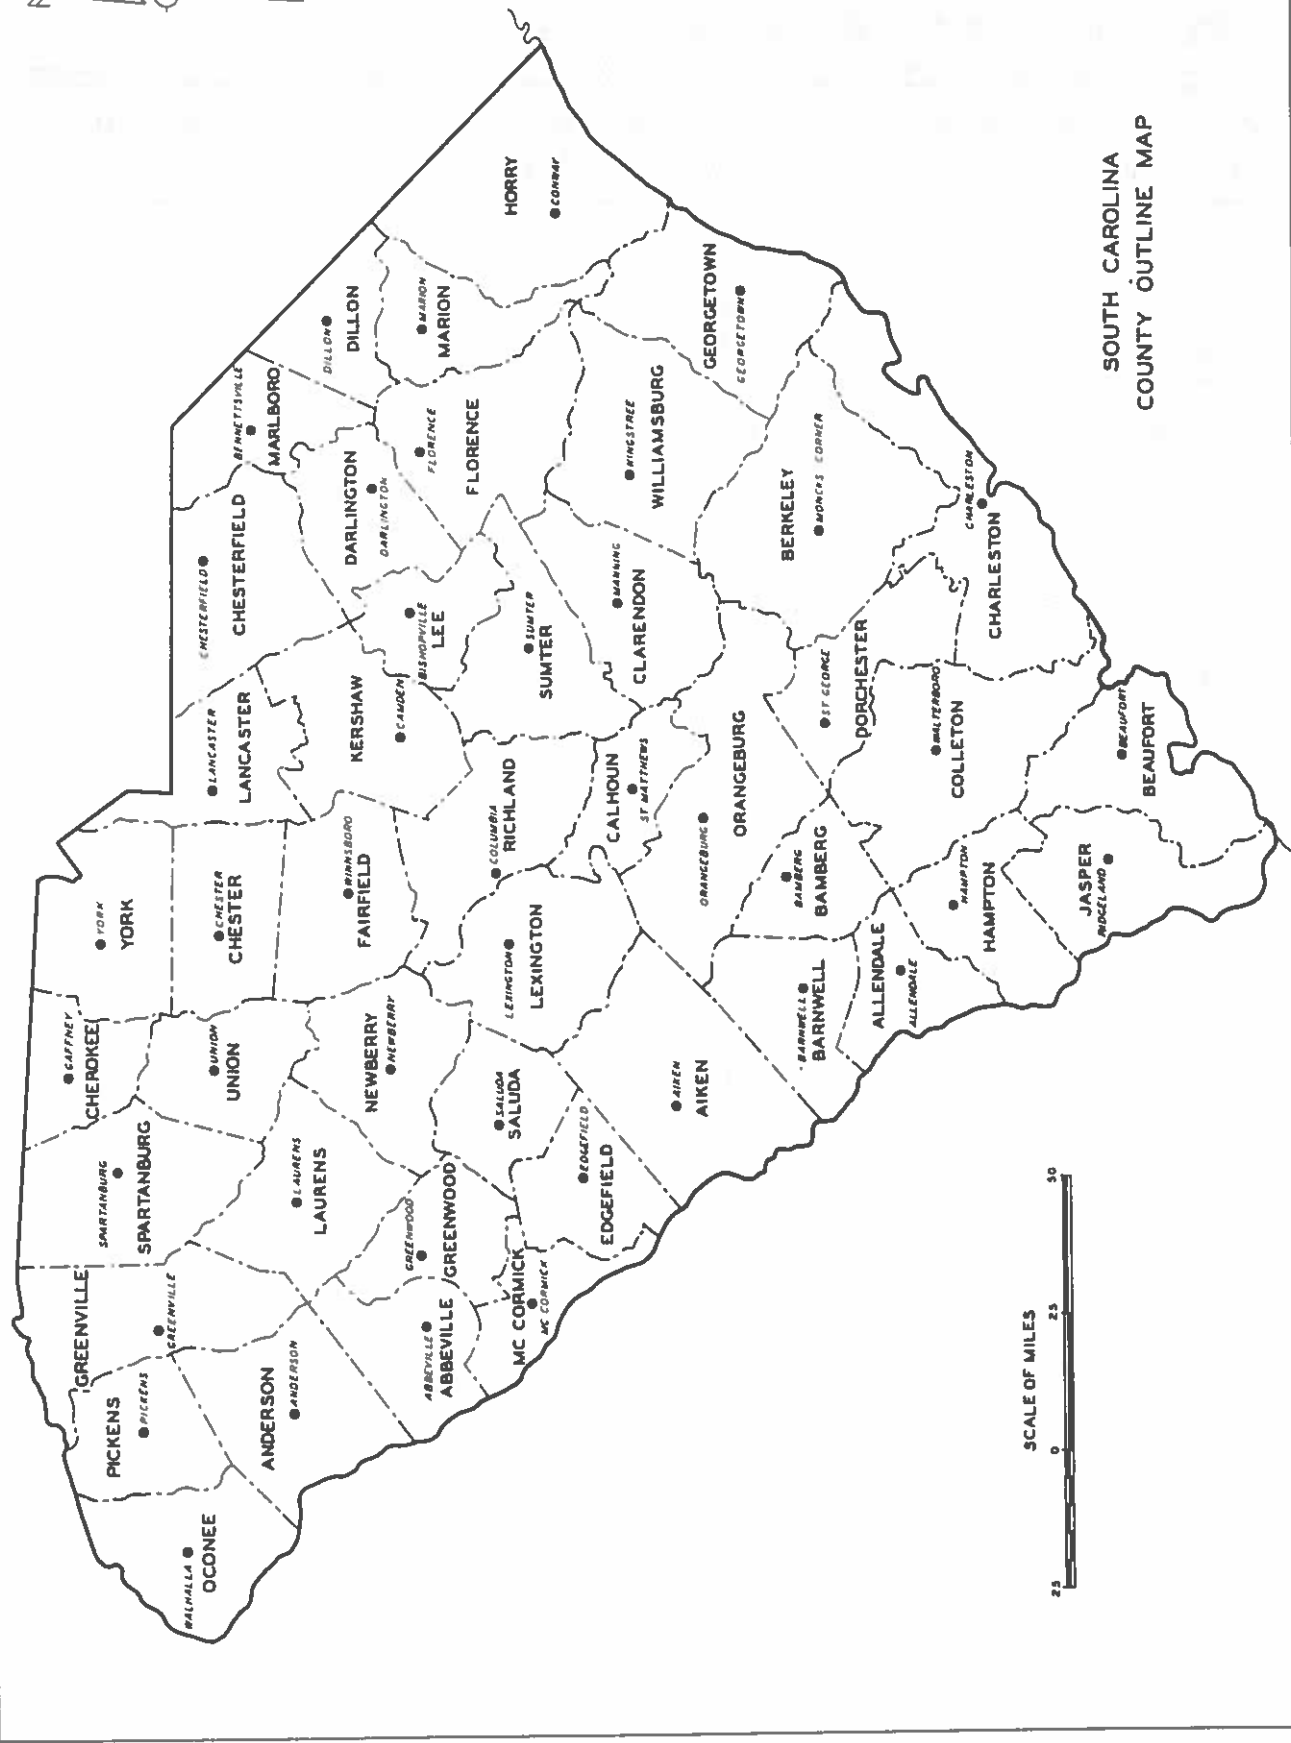 SOUTH CAROLINA
COUNTY OUTLINE MAP
SCALE OF MILES
25
0
25
50
WALHALLA
OCONEE
PICKENS
PICKENS
GREENVILLE
GREENVILLE
ANDERSON
ANDERSON
SPARTANBURG
SPARTANBURG
GAFFNEY
CHEROKEE
YORK
YORK
UNION
UNION
CHESTER
CHESTER
LAURENS
LAURENS
ABBEVILLE
ABBEVILLE
GREENWOOD
GREENWOOD
MC CORMICK
MC CORMICK
NEWBERRY
NEWBERRY
WINNSBORO
FAIRFIELD
LANCASTER
LANCASTER
CHESTERFIELD
CHESTERFIELD
BENNETTSVILLE
MARLBORO
DILLON
DILLON
MARION
MARION
HORRY
CONWAY
DARLINGTON
DARLINGTON
FLORENCE
FLORENCE
KERSHAW
CAMDEN
BISHOPVILLE
LEE
SUMTER
SUMTER
COLUMBIA
RICHLAND
LEXINGTON
LEXINGTON
SALUDA
SALUDA
EDGEFIELD
EDGEFIELD
AIKEN
AIKEN
CALHOUN
ST MATTHEWS
MANNING
CLARENDON
KINGSTREE
WILLIAMSBURG
GEORGETOWN
GEORGETOWN
ORANGEBURG
ORANGEBURG
BAMBERG
BAMBERG
BARNWELL
BARNWELL
ALLENDALE
ALLENDALE
HAMPTON
HAMPTON
JASPER
RIDGELAND
BEAUFORT
BEAUFORT
WALTERBORO
COLLETON
ST GEORGE
DORCHESTER
BERKELEY
MONCKS CORNER
CHARLESTON
CHARLESTON